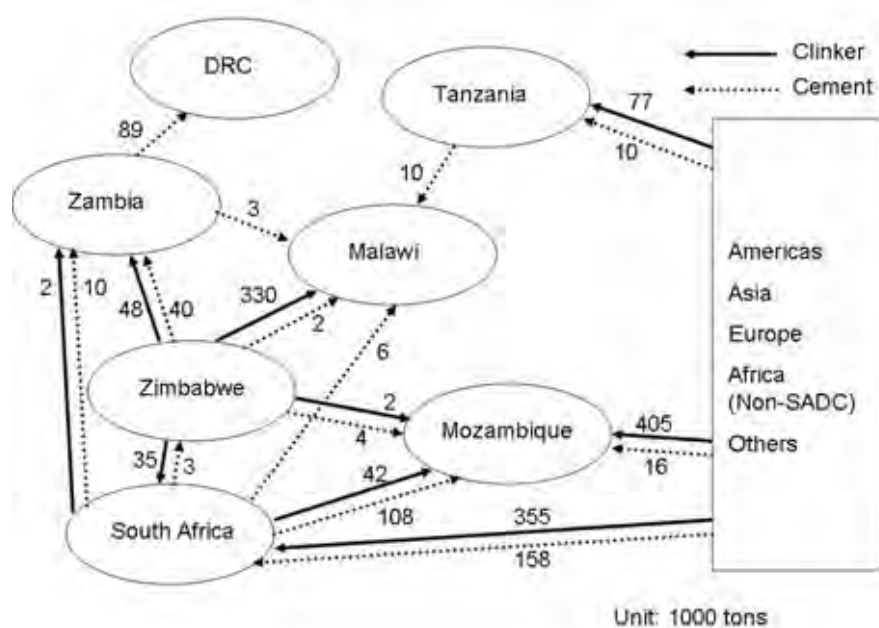 DRC
Clinker
Cement
Tanzania
77
10
89
10
Zambia
3
Malawi
Americas
Asia
Europe
Africa
(Non-SADC)
Others
2
10
48
40
330
2
6
Zimbabwe
2
4
Mozambique
405
16
35
3
42
108
South Africa
355
158
Unit: 1000 tons